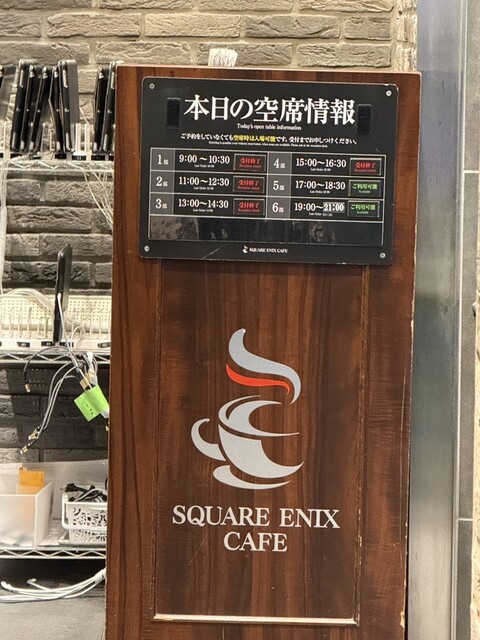 本日の空席情報
Today's open table information
ご予約をしていなくても空席時は入場可能です。受付までお申しつけください。
1部 9:00〜10:30 受付終了
2部 11:00〜12:30 受付終了
3部 13:00〜14:30 受付終了
4部 15:00〜16:30 受付終了
5部 17:00〜18:30 ご利用可能
6部 19:00〜21:00 ご利用可能
SQUARE ENIX CAFE
SQUARE ENIX
CAFE